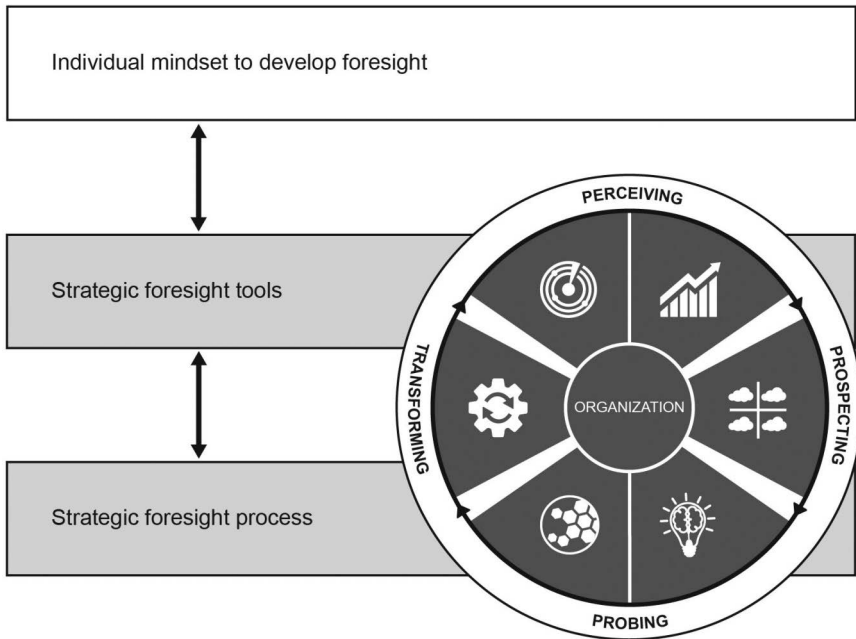 Individual mindset to develop foresight
Strategic foresight tools
Strategic foresight process
PERCEIVING
PROSPECTING
PROBING
TRANSFORMING
ORGANIZATION